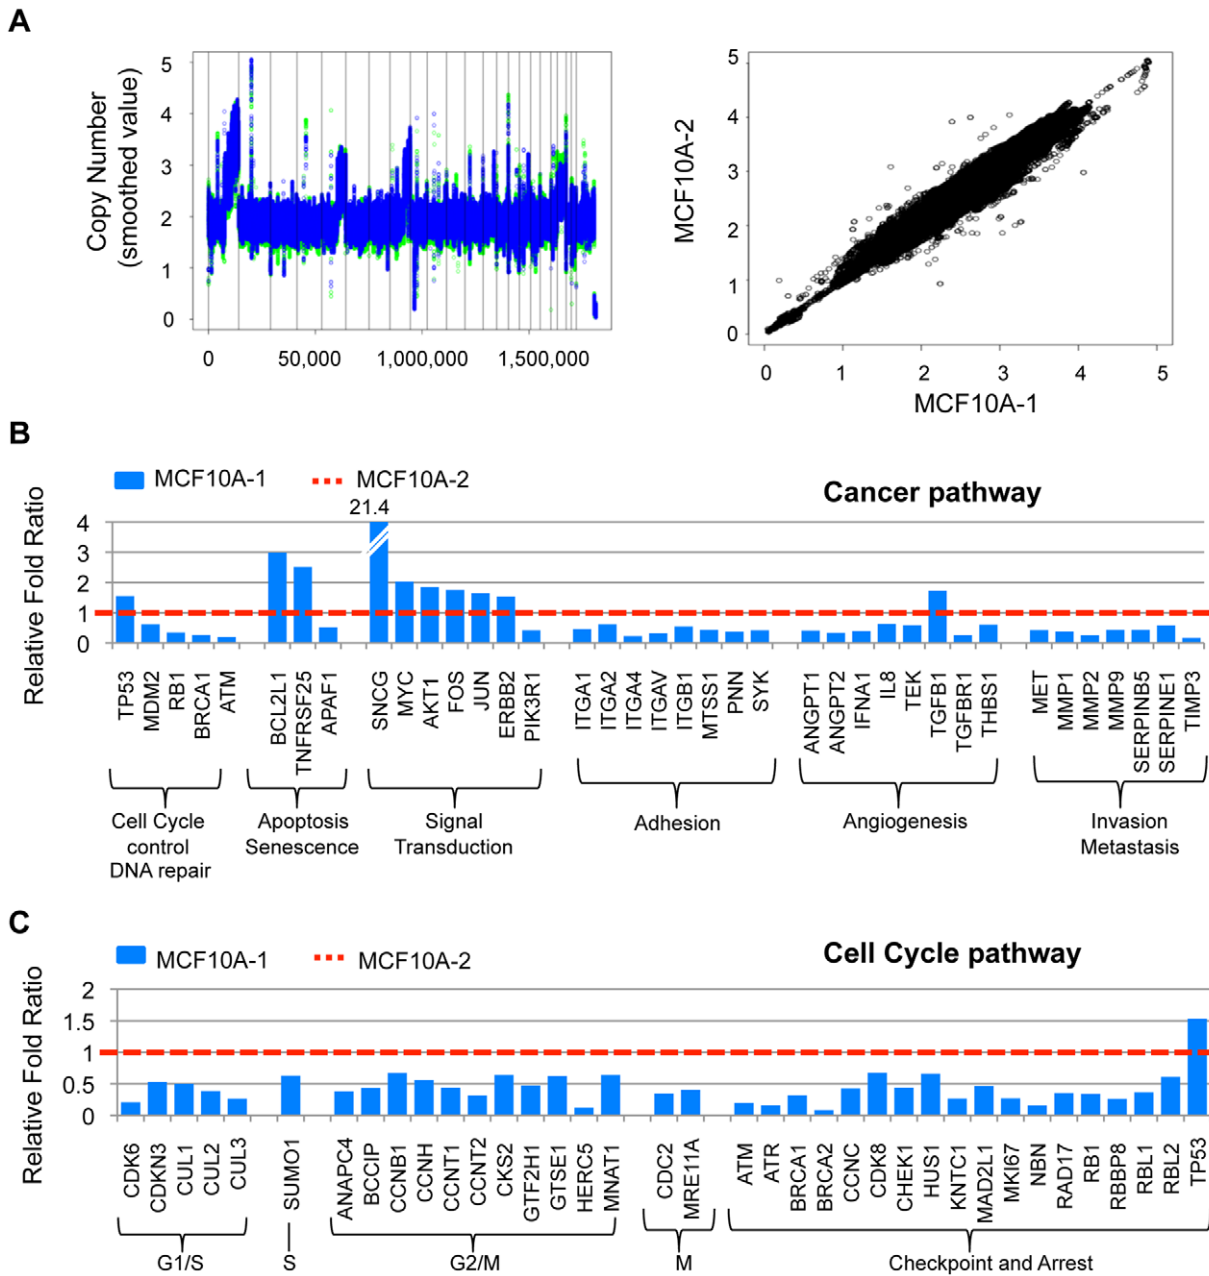 A
Copy Number
(smoothed value)
5
4
3
2
1
0
0
50,000
1,000,000
1,500,000
MCF10A-2
5
4
3
2
1
0
0
1
2
3
4
5
MCF10A-1
B
MCF10A-1
MCF10A-2
Cancer pathway
21.4
Relative Fold Ratio
4
3
2
1
0
TP53
MDM2
RB1
BRCA1
ATM
BCL2L1
TNFRSF25
APAF1
SNCG
MYC
AKT1
FOS
JUN
ERBB2
PIK3R1
ITGA1
ITGA2
ITGA4
ITGAV
ITGB1
MTSS1
PNN
SYK
ANGPT1
ANGPT2
IFNA1
IL8
TEK
TGFB1
TGFBR1
THBS1
MET
MMP1
MMP2
MMP9
SERPINB5
SERPINE1
TIMP3
Cell Cycle
control
DNA repair
Apoptosis
Senescence
Signal
Transduction
Adhesion
Angiogenesis
Invasion
Metastasis
C
MCF10A-1
MCF10A-2
Cell Cycle pathway
Relative Fold Ratio
2
1.5
1
0.5
0
CDK6
CDKN3
CUL1
CUL2
CUL3
SUMO1
ANAPC4
BCCIP
CCNB1
CCNH
CCNT1
CCNT2
CKS2
GTF2H1
GTSE1
HERC5
MNAT1
CDC2
MRE11A
ATM
ATR
BRCA1
BRCA2
CCNC
CDK8
CHEK1
HUS1
KNTC1
MAD2L1
MKI67
NBN
RAD17
RB1
RBBP8
RBL1
RBL2
TP53
G1/S
S
G2/M
M
Checkpoint and Arrest